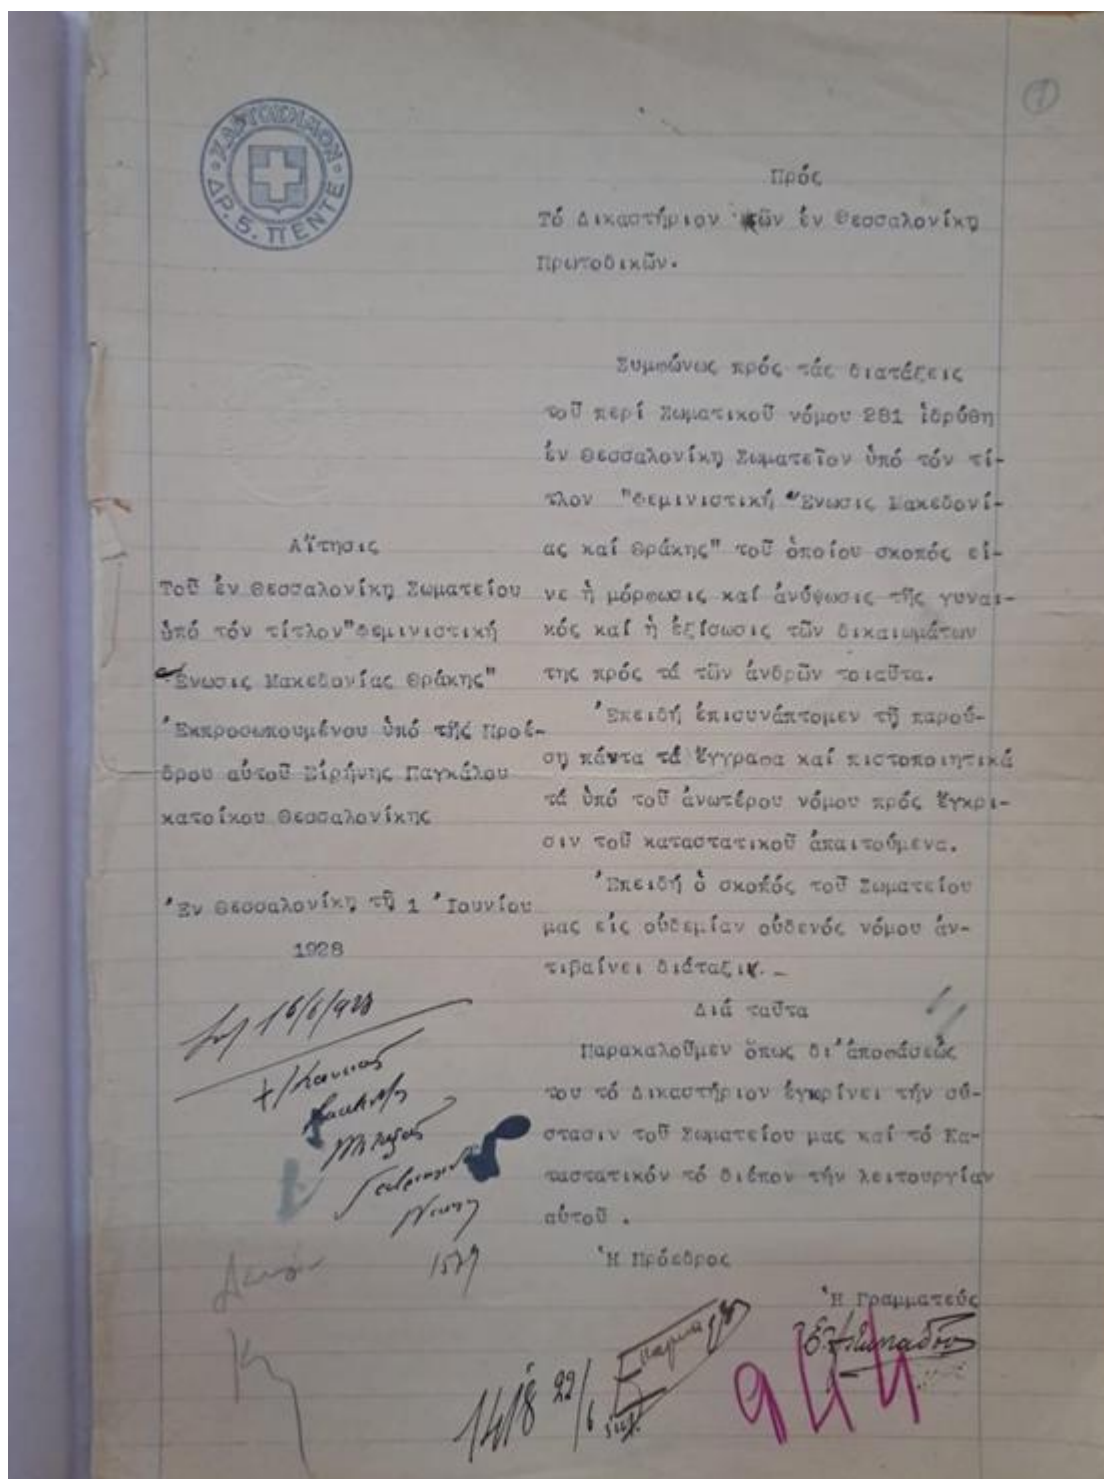 ΧΑΡΤΟΣΗΜΟΝ
ΔΡ. 5. ΠΕΝΤΕ
1
Πρός
Τό Δικαστήριον τῶν ἐν Θεσσαλονίκῃ
Πρωτοδικῶν.
Συμφώνως πρός τάς διατάξεις
τοῦ περί Σωματικοῦ νόμου 281 ἱδρύθη
ἐν Θεσσαλονίκῃ Σωματεῖον ὑπό τόν τί-
τλον "Φεμινιστική Ἕνωσις Μακεδονί-
ας καί Θράκης" τοῦ ὁποίου σκοπός εἶ-
νε ἡ μόρφωσις καί ἀνύψωσις τῆς γυναι-
κός καί ἡ ἐξίσωσις τῶν δικαιωμάτων
της πρός τά τῶν ἀνδρῶν τοιαῦτα.
Ἐπειδή ἐπισυνάπτομεν τῇ παρού-
σῃ πάντα τά ἔγγραφα καί πιστοποιητικά
τά ὑπό τοῦ ἀνωτέρου νόμου πρός ἔγκρι-
σιν τοῦ καταστατικοῦ ἀπαιτούμενα.
Ἐπειδή ὁ σκοπός τοῦ Σωματείου
μας εἰς οὐδεμίαν οὐδενός νόμου ἀν-
τιβαίνει διάταξιν.-
Διά ταῦτα
Παρακαλοῦμεν ὅπως δι' ἀποφάσεώς
του τό Δικαστήριον ἐγκρίνει τήν σύ-
στασιν τοῦ Σωματείου μας καί τό Κα-
ταστατικόν τό διέπον τήν λειτουργίαν
αὐτοῦ .
Ἡ Πρόεδρος
Ἡ Γραμματεύς
Αἴτησις
Τοῦ ἐν Θεσσαλονίκῃ Σωματείου
ὑπό τόν τίτλον "Φεμινιστική
Ἕνωσις Μακεδονίας Θράκης"
Ἐκπροσωπουμένου ὑπό τῆς Προέ-
δρου αὐτοῦ Εἰρήνης Παγκάλου
κατοίκου Θεσσαλονίκης
Ἐν Θεσσαλονίκῃ τῇ 1 Ἰουνίου
1928
16/6/928
1579
1418 22/6
944